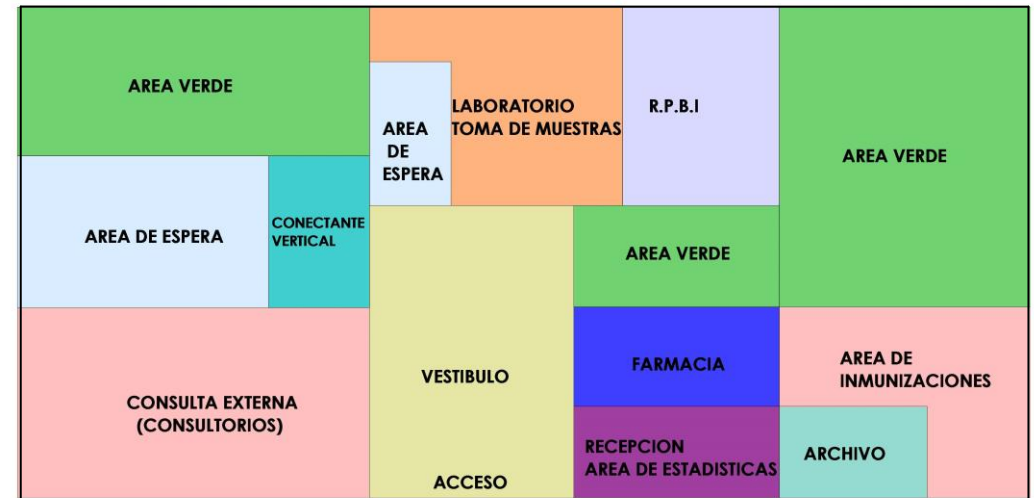 AREA VERDE
LABORATORIO
TOMA DE MUESTRAS
R.P.B.I
AREA
DE
ESPERA
AREA VERDE
AREA DE ESPERA
CONECTANTE
VERTICAL
AREA VERDE
VESTIBULO
FARMACIA
AREA DE
INMUNIZACIONES
CONSULTA EXTERNA
(CONSULTORIOS)
RECEPCION
AREA DE ESTADISTICAS
ARCHIVO
ACCESO